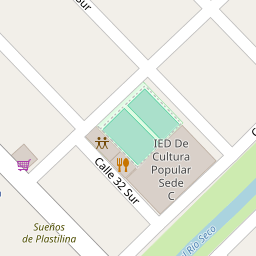 Sur
IED De
Cultura
Popular
Sede
C
Calle 32 Sur
Sueños
de Plastilina
Río Seco